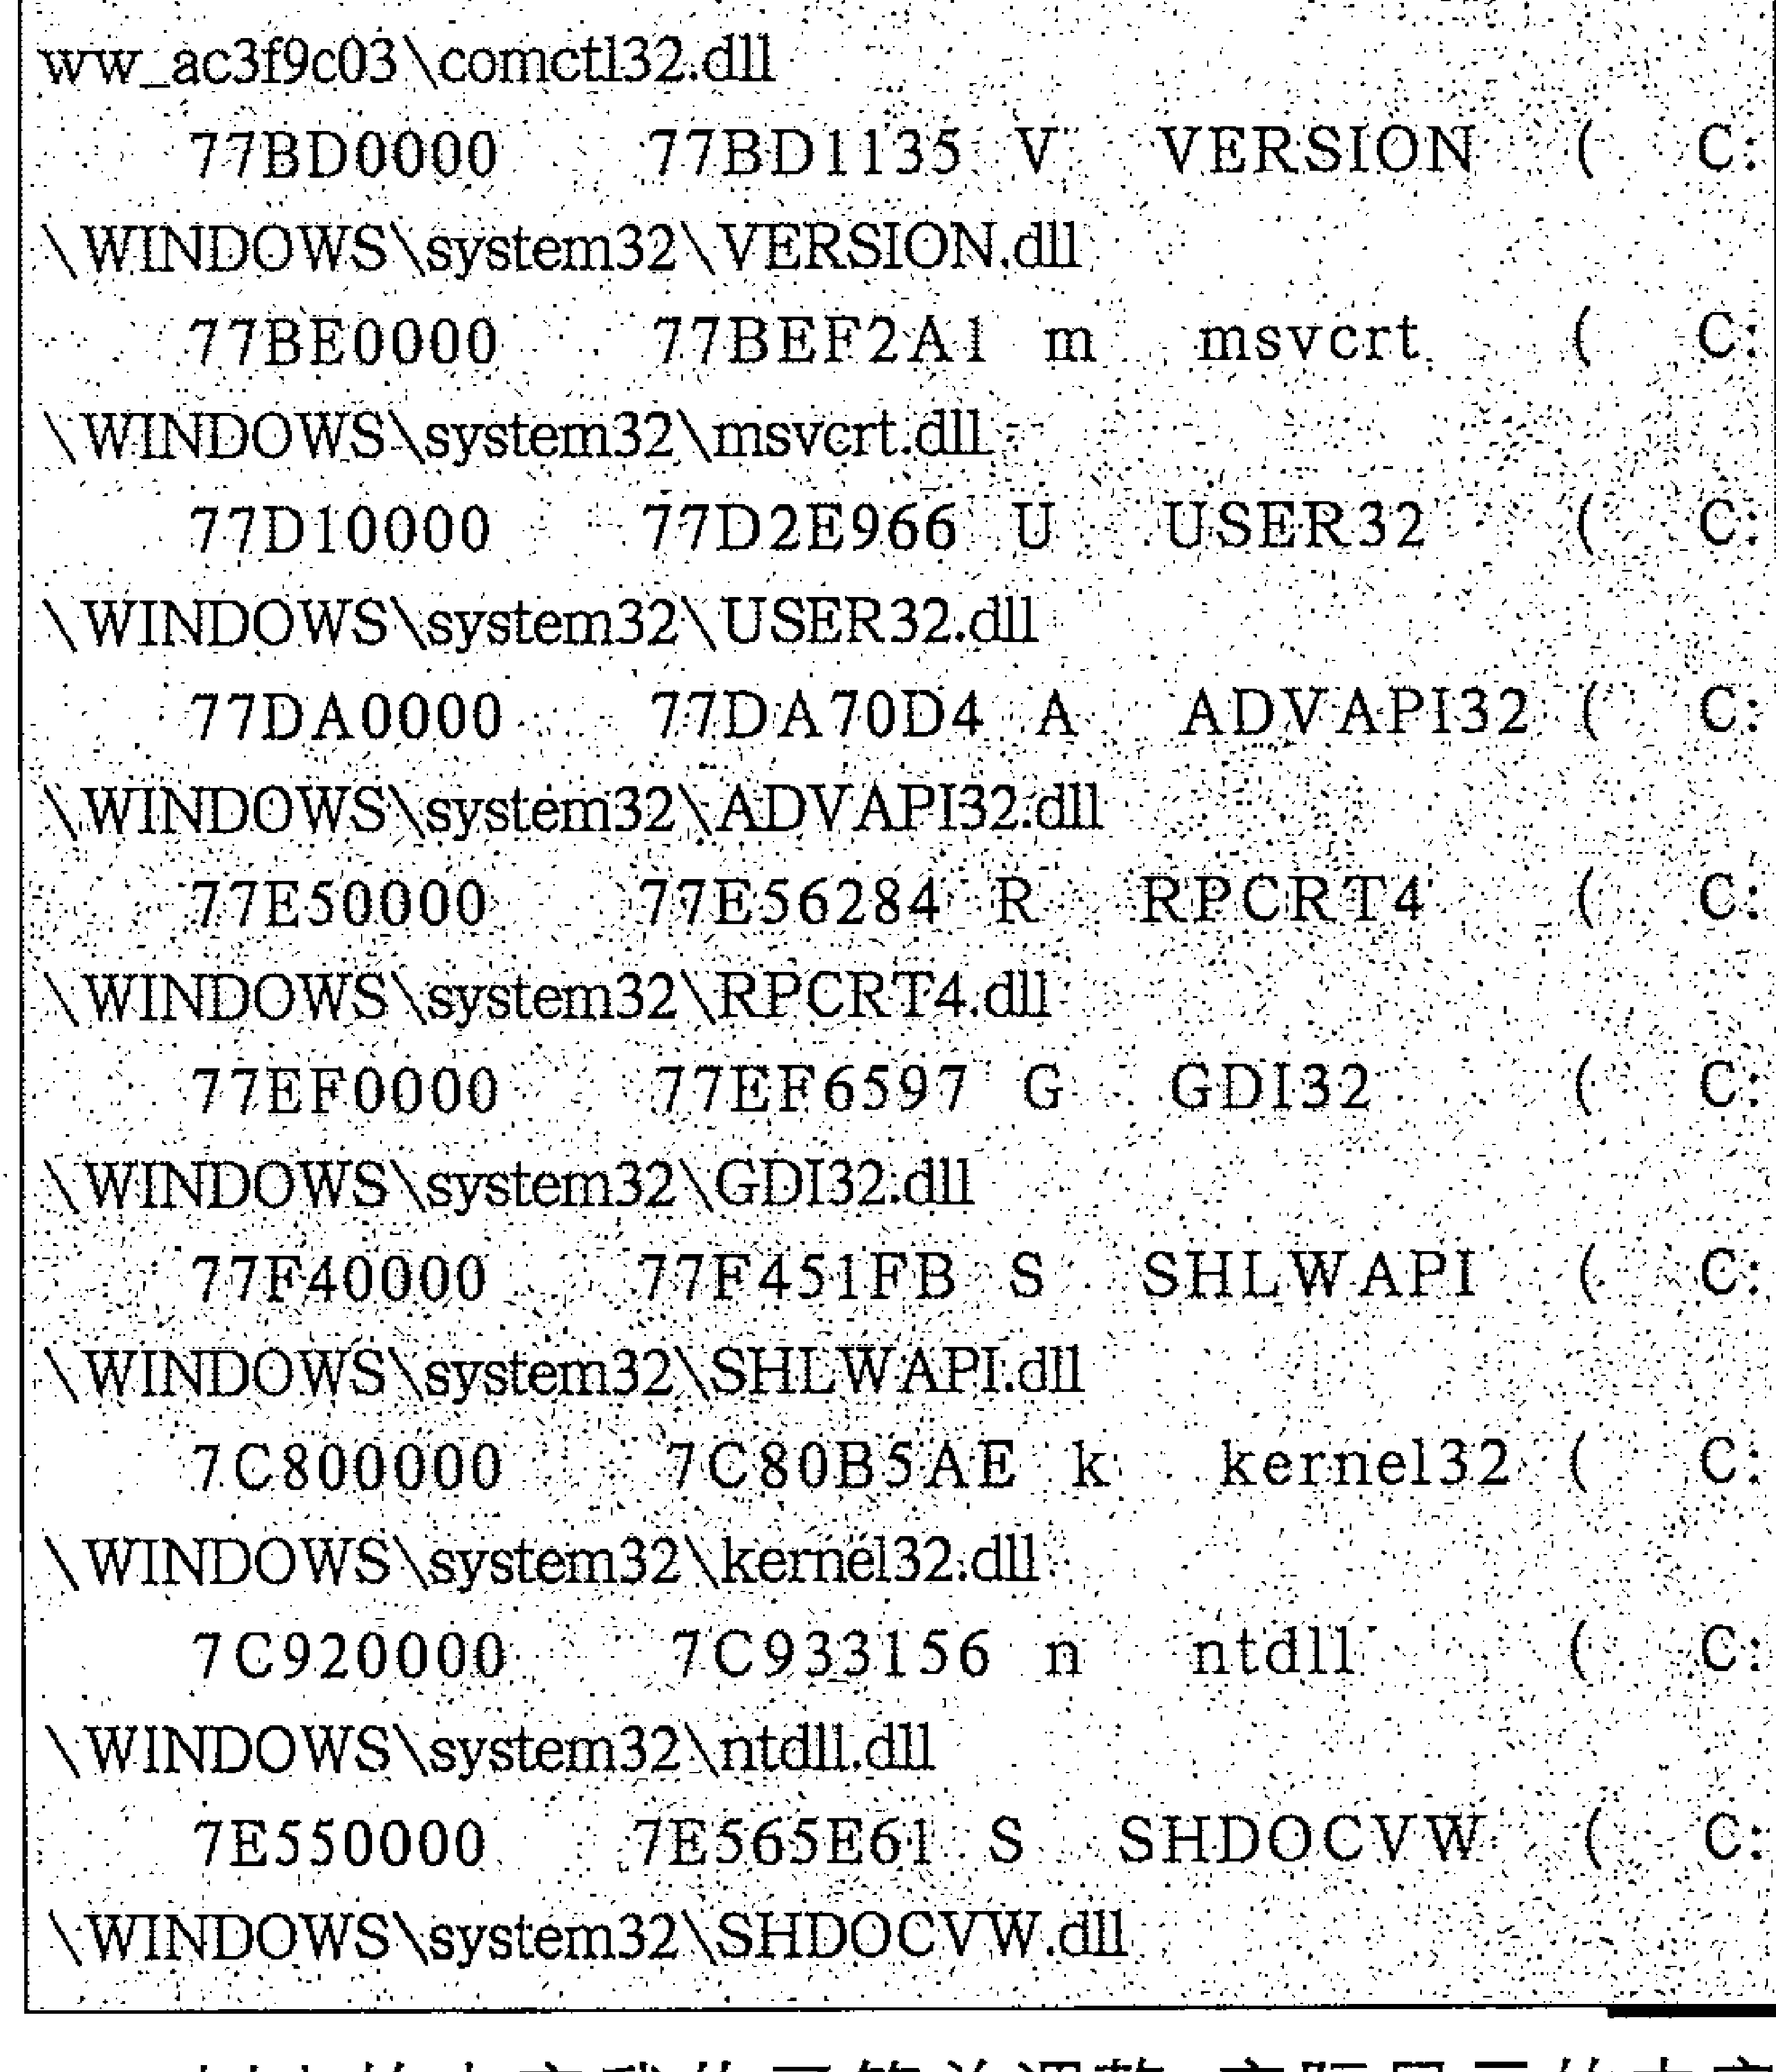 ww_ac3f9c03\comctl32.dll
77BD0000 77BD1135 V VERSION ( C:
\WINDOWS\system32\VERSION.dll
77BE0000 77BEF2A1 m msvcrt ( C:
\WINDOWS\system32\msvcrt.dll
77D10000 77D2E966 U USER32 ( C:
\WINDOWS\system32\USER32.dll
77DA0000 77DA70D4 A ADVAPI32 ( C:
\WINDOWS\system32\ADVAPI32.dll
77E50000 77E56284 R RPCRT4 ( C:
\WINDOWS\system32\RPCRT4.dll
77EF0000 77EF6597 G GDI32 ( C:
\WINDOWS\system32\GDI32.dll
77F40000 77F451FB S SHLWAPI ( C:
\WINDOWS\system32\SHLWAPI.dll
7C800000 7C80B5AE k kernel32 ( C:
\WINDOWS\system32\kernel32.dll
7C920000 7C933156 n ntdll ( C:
\WINDOWS\system32\ntdll.dll
7E550000 7E565E61 S SHDOCVW ( C:
\WINDOWS\system32\SHDOCVW.dll